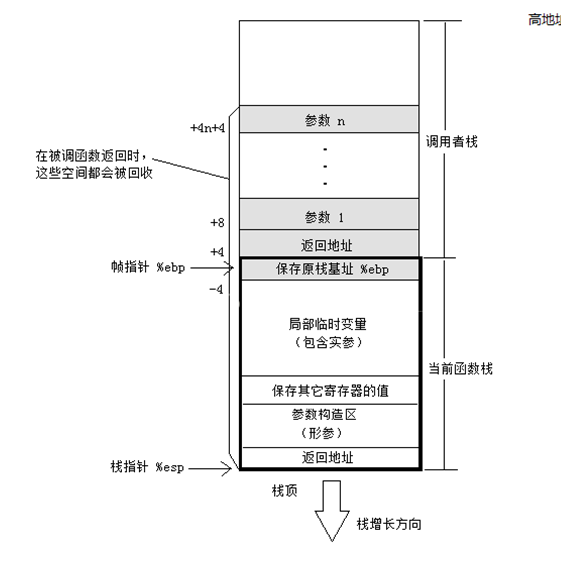 高地
参数 n
+4n+4
调用者栈
在被调函数返回时，
这些空间都会被回收
参数 1
+8
返回地址
+4
帧指针 %ebp
保存原栈基址 %ebp
-4
局部临时变量
（包含实参）
当前函数栈
保存其它寄存器的值
参数构造区
（形参）
返回地址
栈指针 %esp
栈顶
栈增长方向